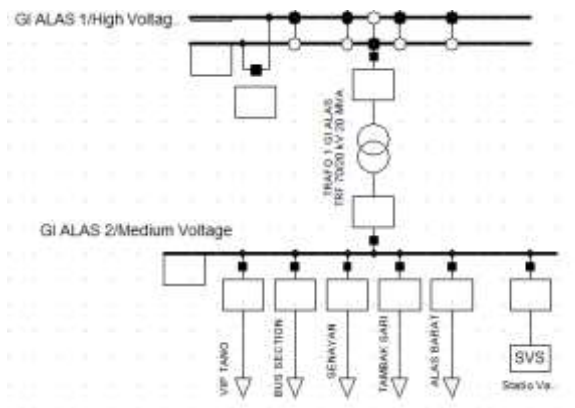 GI ALAS 1/High Voltag..
TRAFO 1 GI ALAS
TRF 70/20 kV 20 MVA
GI ALAS 2/Medium Voltage
VIP TANO
BUS SECTION
SENAYAN
TAMBAK SARI
ALAS BARAT
SVS
Static Va..